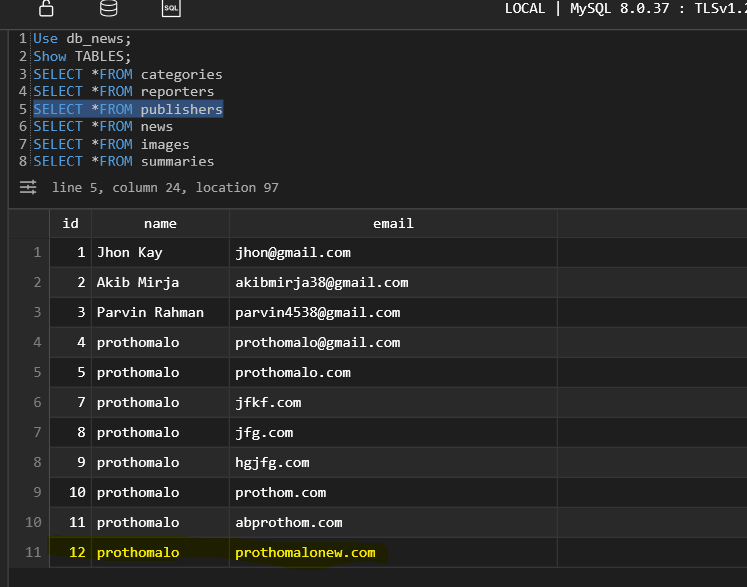 SQL
LOCAL | MySQL 8.0.37 : TLSv1.2
1 Use db_news;
2 Show TABLES;
3 SELECT *FROM categories
4 SELECT *FROM reporters
5 SELECT *FROM publishers
6 SELECT *FROM news
7 SELECT *FROM images
8 SELECT *FROM summaries
line 5, column 24, location 97
id name email
1 1 Jhon Kay jhon@gmail.com
2 2 Akib Mirja akibmirja38@gmail.com
3 3 Parvin Rahman parvin4538@gmail.com
4 4 prothomalo prothomalo@gmail.com
5 5 prothomalo prothomalo.com
6 7 prothomalo jfkf.com
7 8 prothomalo jfg.com
8 9 prothomalo hgjfg.com
9 10 prothomalo prothom.com
10 11 prothomalo abprothom.com
11 12 prothomalo prothomalonew.com